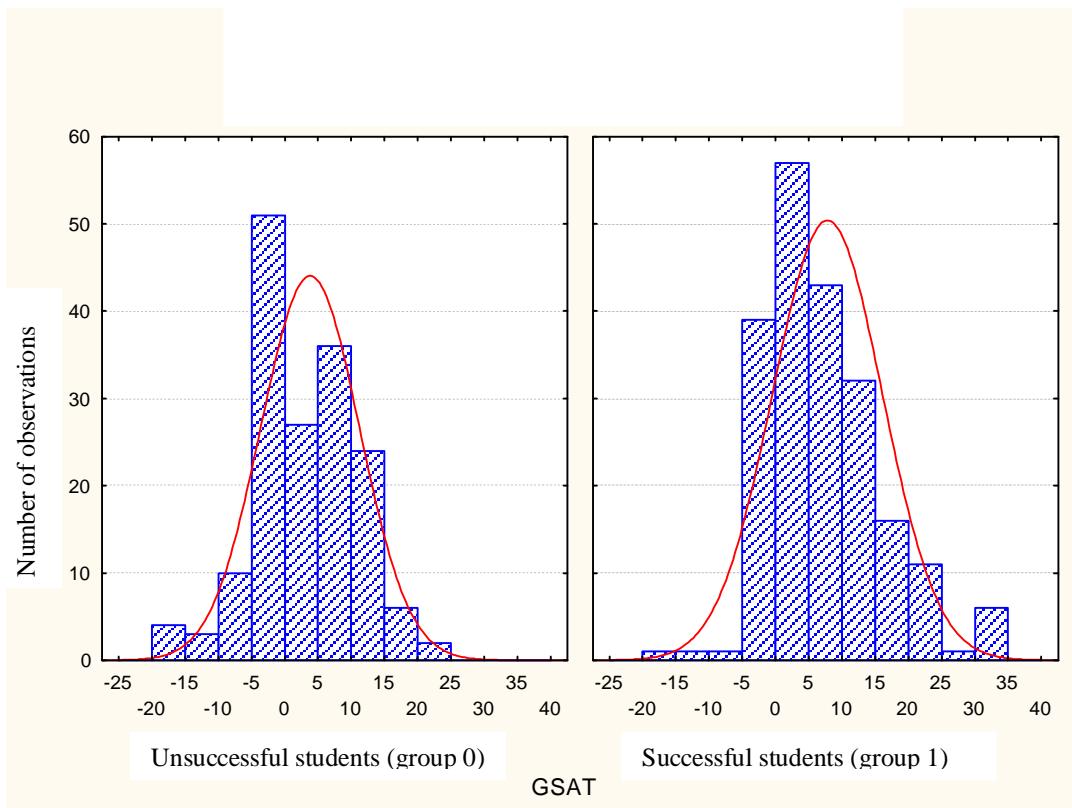 60
50
40
30
20
10
0
Number of observations
-25 -15 -5 5 15 25 35
-20 -10 0 10 20 30 40
-25 -15 -5 5 15 25 35
-20 -10 0 10 20 30 40
Unsuccessful students (group 0)
Successful students (group 1)
GSAT